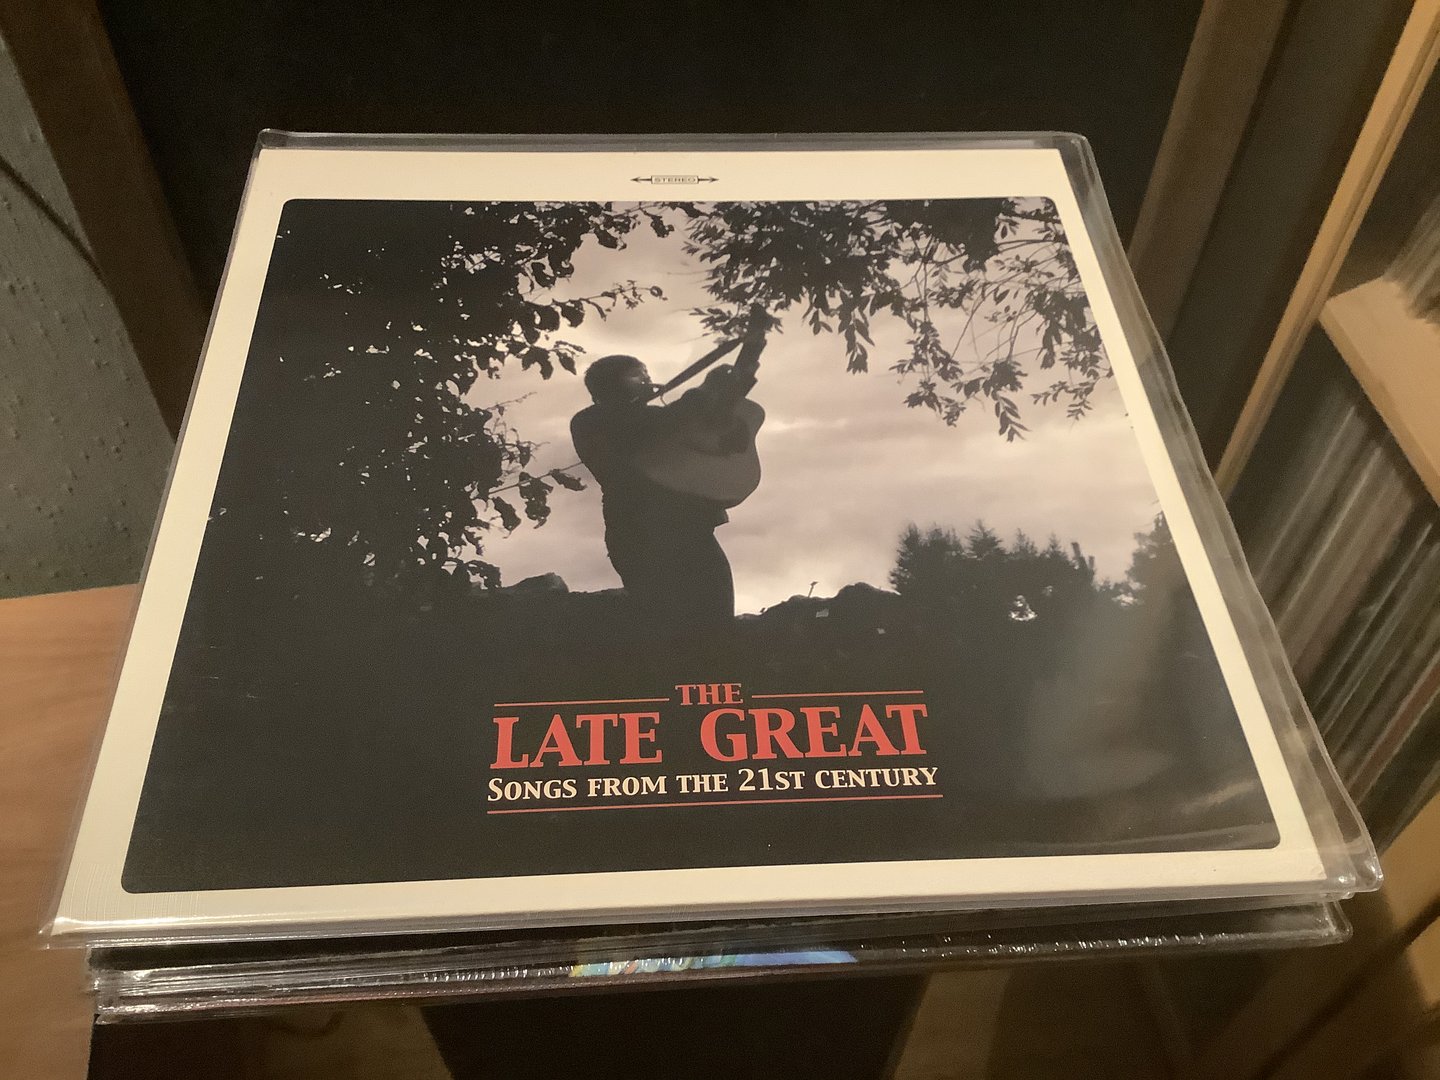 STEREO
THE
LATE GREAT
SONGS FROM THE 21ST CENTURY